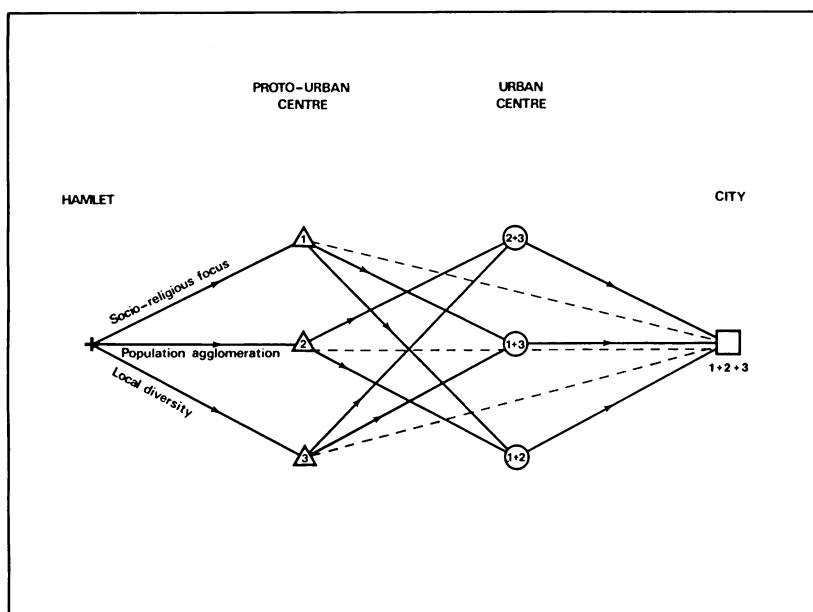 PROTO-URBAN
CENTRE
URBAN
CENTRE
HAMLET
CITY
Socio-religious focus
Population agglomeration
Local diversity
1
2
3
2+3
1+3
1+2
1+2+3